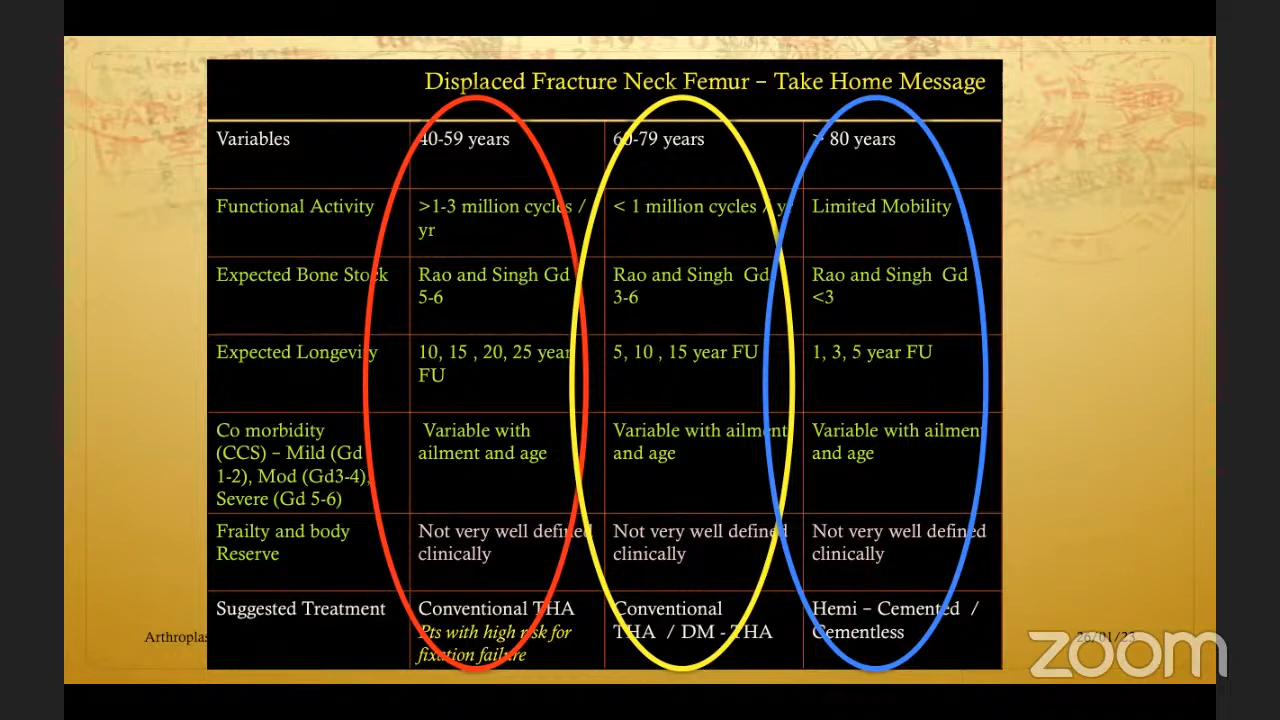 Displaced Fracture Neck Femur – Take Home Message
Variables
40-59 years
60-79 years
> 80 years
Functional Activity
>1-3 million cycles /
yr
< 1 million cycles / yr
Limited Mobility
Expected Bone Stock
Rao and Singh Gd
5-6
Rao and Singh Gd
3-6
Rao and Singh Gd
<3
Expected Longevity
10, 15 , 20, 25 year
FU
5, 10 , 15 year FU
1, 3, 5 year FU
Co morbidity
(CCS) – Mild (Gd
1-2), Mod (Gd3-4),
Severe (Gd 5-6)
Variable with
ailment and age
Variable with ailment
and age
Variable with ailment
and age
Frailty and body
Reserve
Not very well defined
clinically
Not very well defined
clinically
Not very well defined
clinically
Suggested Treatment
Conventional THA
Pts with high risk for
fixation failure
Conventional
THA / DM - THA
Hemi – Cemented /
Cementless
Arthroplas
26/01/23
zoom